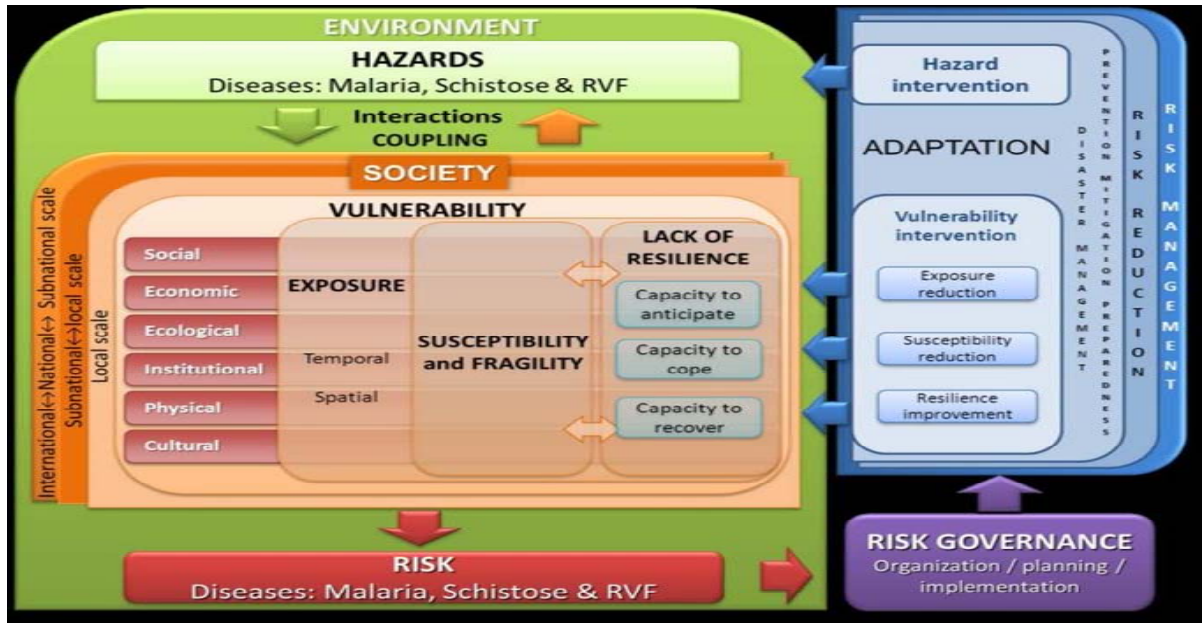 ENVIRONMENT
HAZARDS
Diseases: Malaria, Schistose & RVF
Interactions
COUPLING
SOCIETY
International↔National↔ Subnational scale
Subnational↔local scale
Local scale
VULNERABILITY
Social
Economic
Ecological
Institutional
Physical
Cultural
EXPOSURE
Temporal
Spatial
SUSCEPTIBILITY
and FRAGILITY
LACK OF
RESILIENCE
Capacity to
anticipate
Capacity to
cope
Capacity to
recover
RISK
Diseases: Malaria, Schistose & RVF
Hazard
intervention
ADAPTATION
Vulnerability
intervention
Exposure
reduction
Susceptibility
reduction
Resilience
improvement
DISASTER MANAGEMENT
PREVENTION MITIGATION PREPAREDNESS
RISK REDUCTION
RISK MANAGEMENT
RISK GOVERNANCE
Organization / planning /
implementation